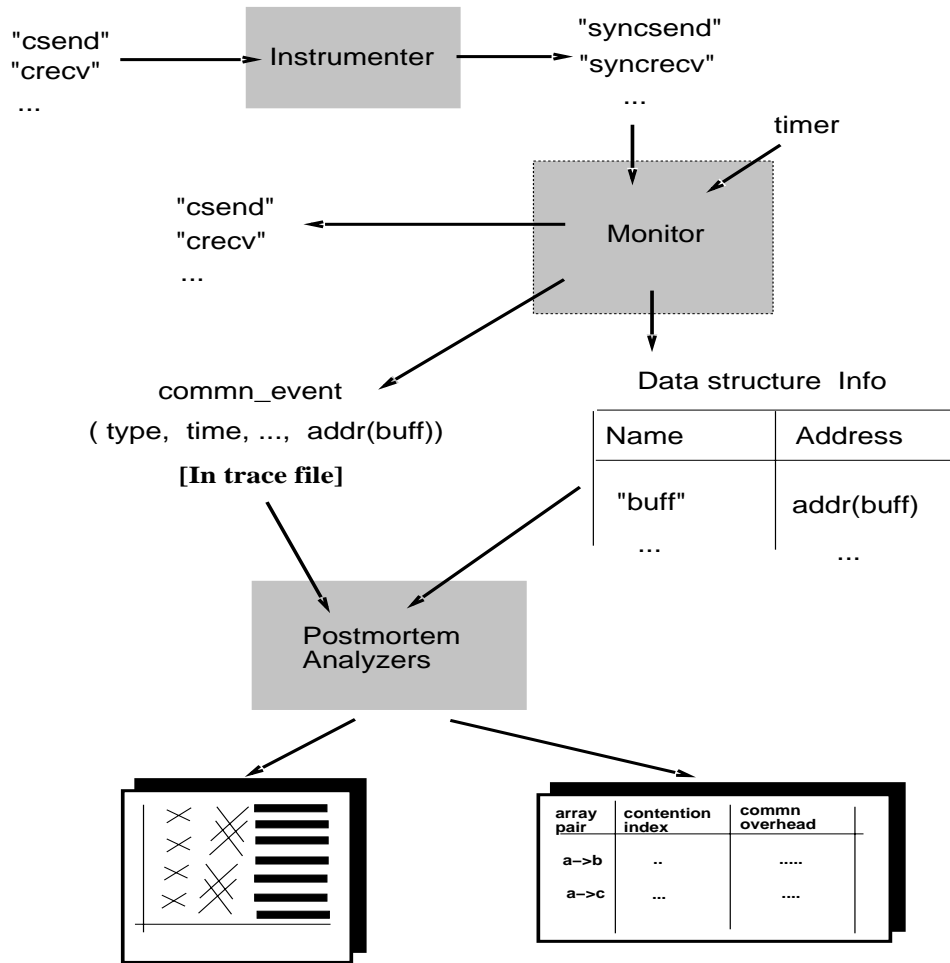 "csend"
"crecv"
...
Instrumenter
"syncsend"
"syncrecv"
...
timer
"csend"
"crecv"
...
Monitor
commn_event
( type, time, ..., addr(buff))
[In trace file]
Data structure Info
Name Address
"buff" addr(buff)
... ...
Postmortem
Analyzers
array pair contention index commn overhead
a->b .. .....
a->c ... ....